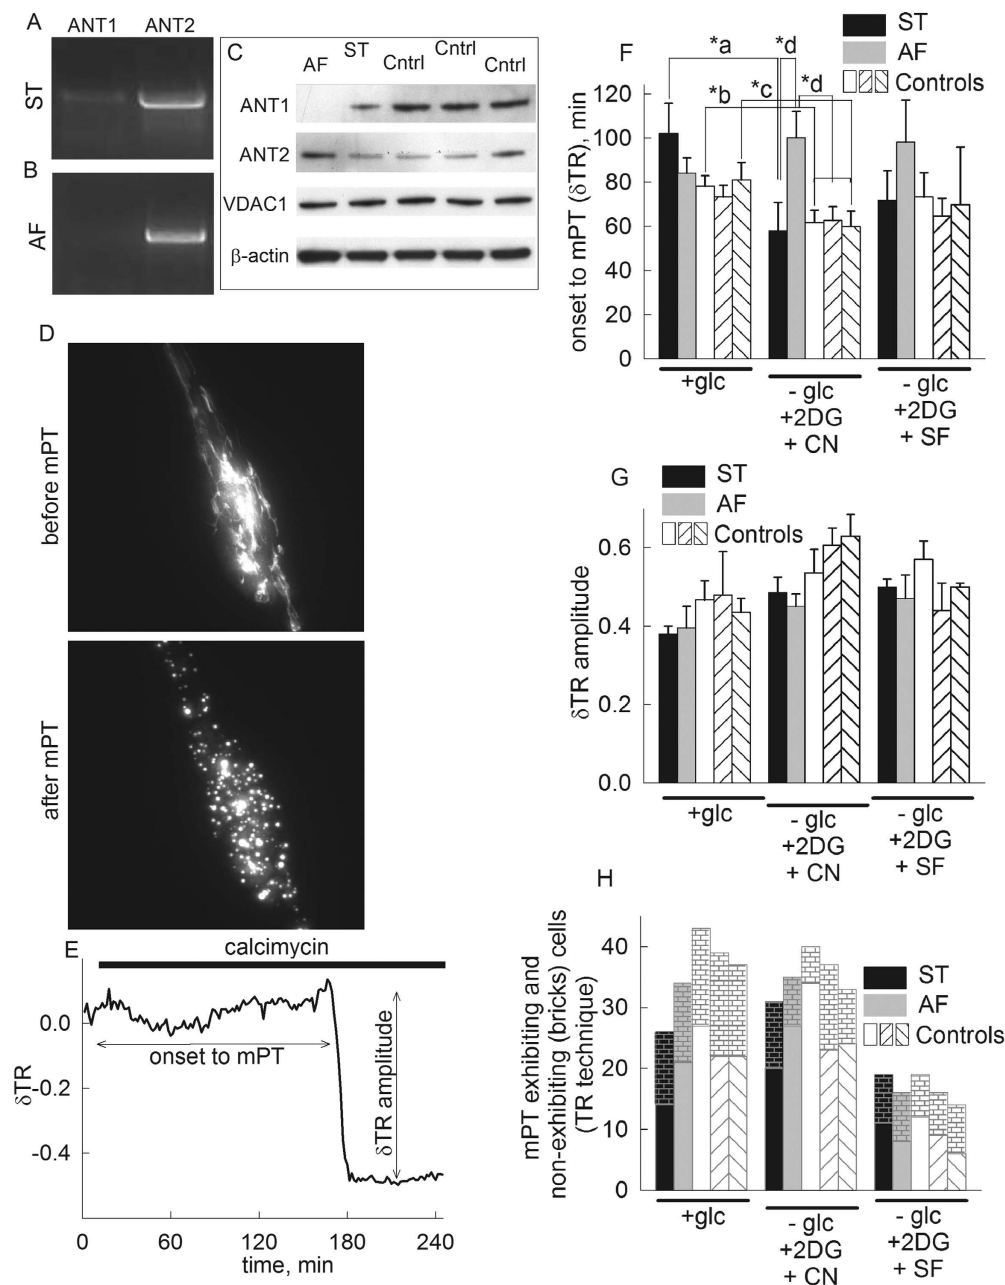 A
ANT1 ANT2
ST
B
AF
C
AF ST Cntrl Cntrl Cntrl
ANT1
ANT2
VDAC1
β-actin
D
before mPT
after mPT
E
calcimycin
0.0
-0.2
-0.4
δTR
onset to mPT
δTR amplitude
0 60 120 180 240
time, min
F
ST
AF
Controls
*a *d
*b *c *d
120
100
80
60
40
20
0
onset to mPT (δTR), min
+glc
- glc
+2DG
+ CN
- glc
+2DG
+ SF
G
ST
AF
Controls
0.6
0.4
0.2
0.0
δTR amplitude
+glc
- glc
+2DG
+ CN
- glc
+2DG
+ SF
H
40
30
20
10
0
mPT exhibiting and
non-exhibiting (bricks) cells
(TR technique)
ST
AF
Controls
+glc
- glc
+2DG
+ CN
- glc
+2DG
+ SF